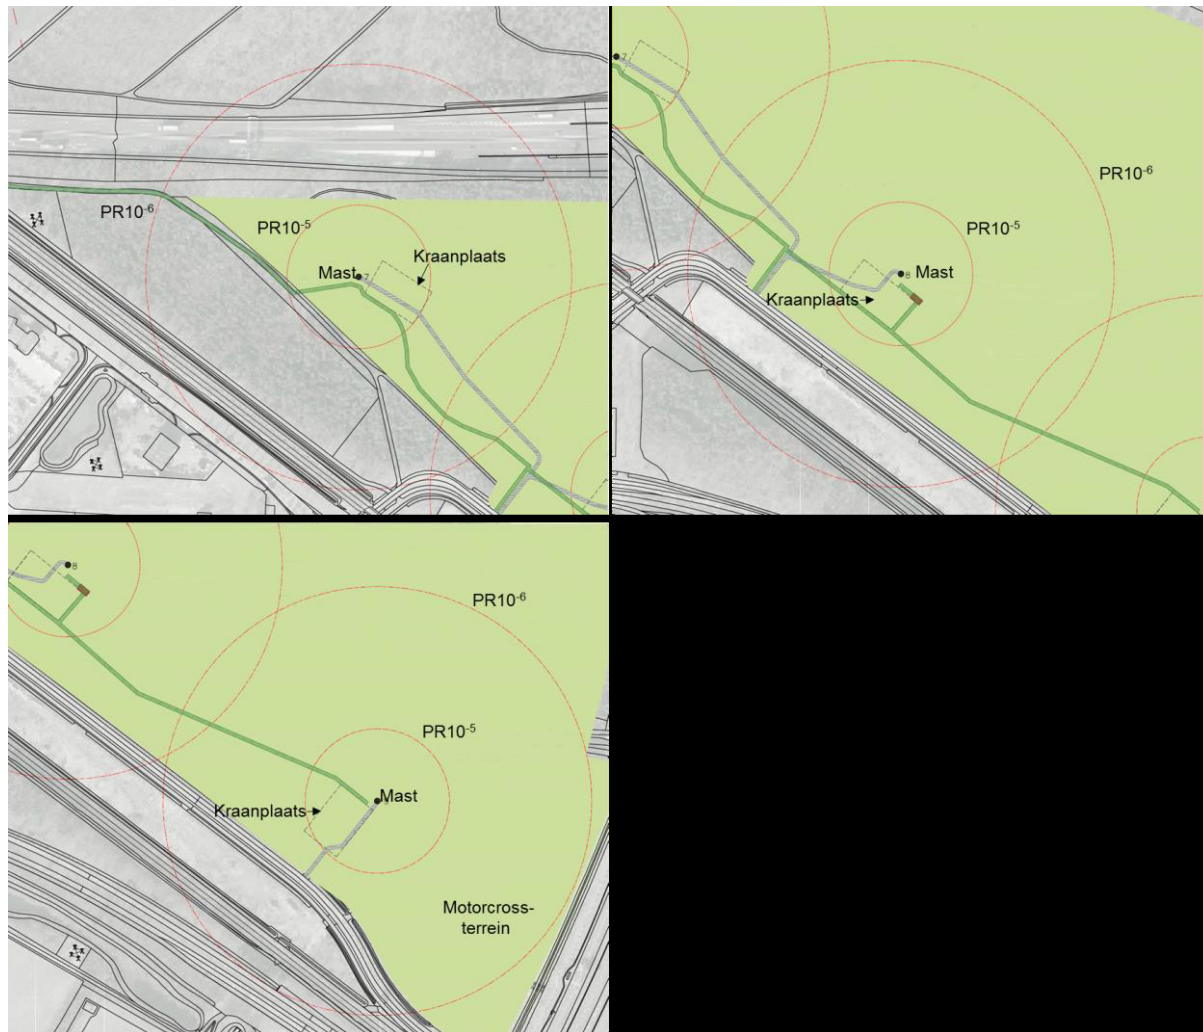 PR10⁻⁶
PR10⁻⁵
Kraanplaats
Mast
7
7
PR10⁻⁶
PR10⁻⁵
Mast
8
Kraanplaats
8
PR10⁻⁶
PR10⁻⁵
Kraanplaats
Mast
Motorcross-
terrein